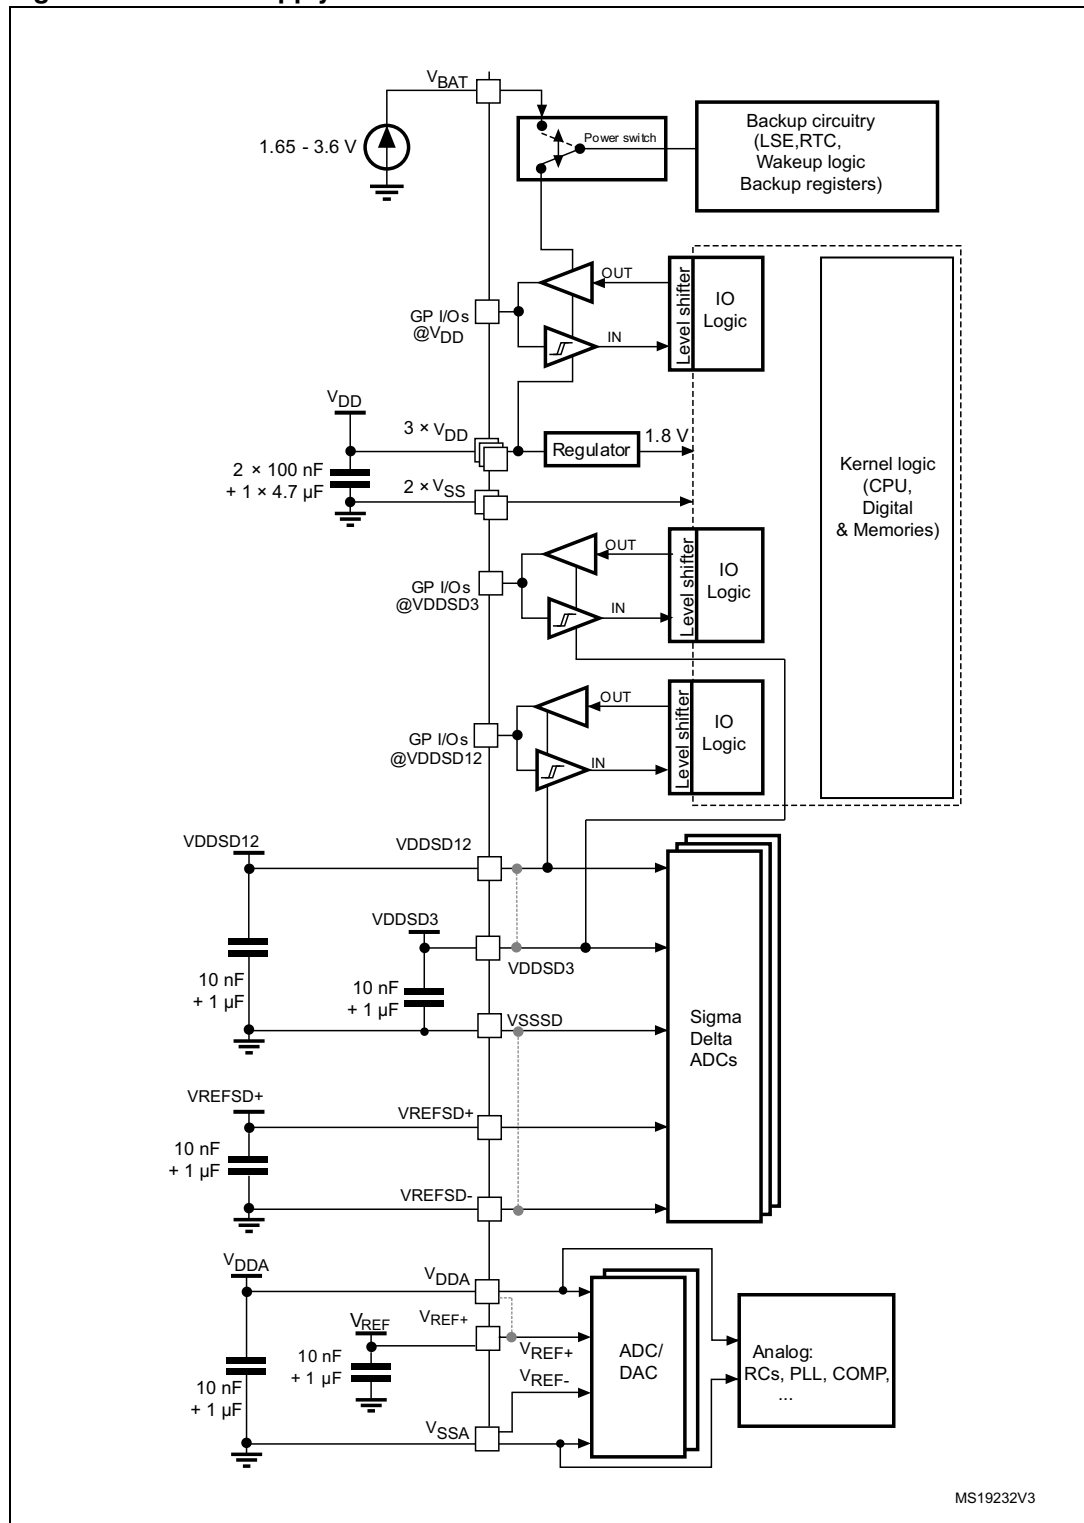 VBAT
1.65 - 3.6 V
Power switch
Backup circuitry
(LSE,RTC,
Wakeup logic
Backup registers)
OUT
GP I/Os
@VDD
IN
Level shifter
IO
Logic
VDD
3 × VDD
Regulator
1.8 V
2 × 100 nF
+ 1 × 4.7 µF
2 × VSS
Kernel logic
(CPU,
Digital
& Memories)
OUT
GP I/Os
@VDDSD3
IN
Level shifter
IO
Logic
OUT
GP I/Os
@VDDSD12
IN
Level shifter
IO
Logic
VDDSD12
VDDSD12
VDDSD3
VDDSD3
10 nF
+ 1 µF
10 nF
+ 1 µF
VSSSD
Sigma
Delta
ADCs
VREFSD+
VREFSD+
10 nF
+ 1 µF
VREFSD-
VDDA
VDDA
VREF
VREF+
VREF+
10 nF
+ 1 µF
VREF-
10 nF
+ 1 µF
VSSA
ADC/
DAC
Analog:
RCs, PLL, COMP,
...
MS19232V3